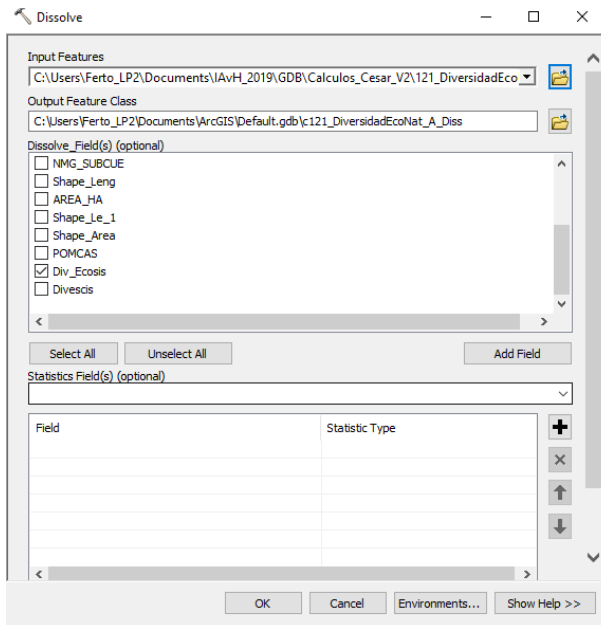 Dissolve
Input Features
C:\Users\Ferto_LP2\Documents\IAvH_2019\GDB\Calculos_Cesar_V2\121_DiversidadEco
Output Feature Class
C:\Users\Ferto_LP2\Documents\ArcGIS\Default.gdb\c121_DiversidadEcoNat_A_Diss
Dissolve_Field(s) (optional)
NMG_SUBCUE
Shape_Leng
AREA_HA
Shape_Le_1
Shape_Area
POMCAS
Div_Ecosis
Divescis
Select All Unselect All Add Field
Statistics Field(s) (optional)
Field Statistic Type
OK Cancel Environments... Show Help >>